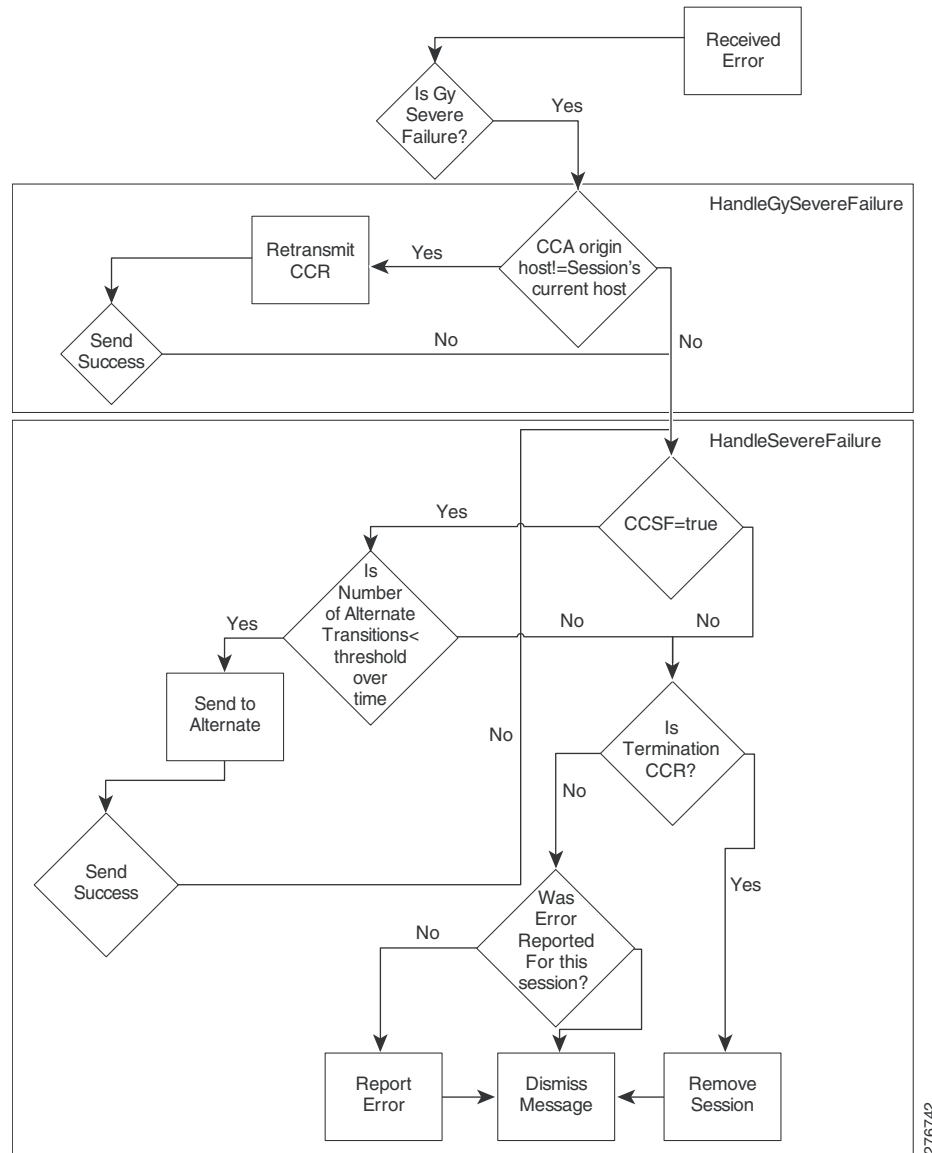 Received
Error
Is Gy
Severe
Failure?
Yes
HandleGySevereFailure
Retransmit
CCR
Yes
CCA origin
host!=Session's
current host
Send
Success
No
No
HandleSevereFailure
CCSF=true
Yes
Is
Number
of Alternate
Transitions<
threshold
over
time
Yes
No
No
Send to
Alternate
No
Is
Termination
CCR?
No
Send
Success
Yes
Was
Error
Reported
For this
session?
No
Report
Error
Dismiss
Message
Remove
Session
276742